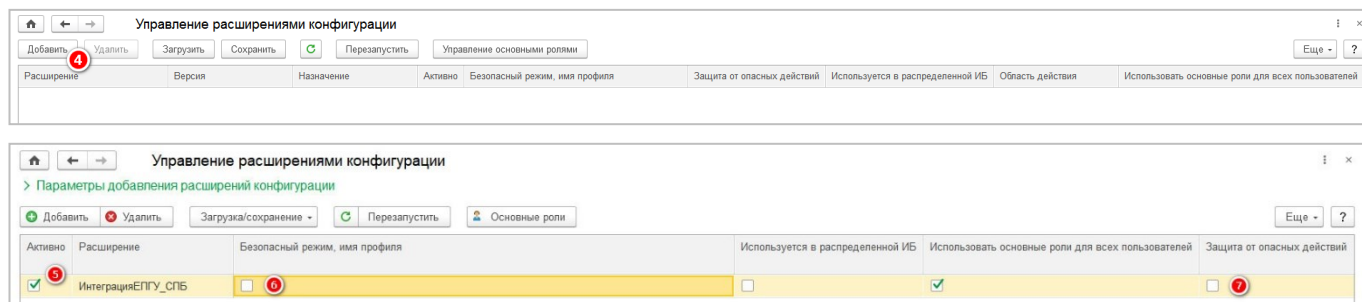 Управление расширениями конфигурации
Добавить Удалить Загрузить Сохранить Перезапустить Управление основными ролями Еще ?
4
Расширение Версия Назначение Активно Безопасный режим, имя профиля Защита от опасных действий Используется в распределенной ИБ Область действия Использовать основные роли для всех пользователей
Управление расширениями конфигурации
Параметры добавления расширений конфигурации
Добавить Удалить Загрузка/сохранение Перезапустить Основные роли Еще ?
Активно Расширение Безопасный режим, имя профиля Используется в распределенной ИБ Использовать основные роли для всех пользователей Защита от опасных действий
5 ИнтеграцияЕПГУ_СПБ 6 7